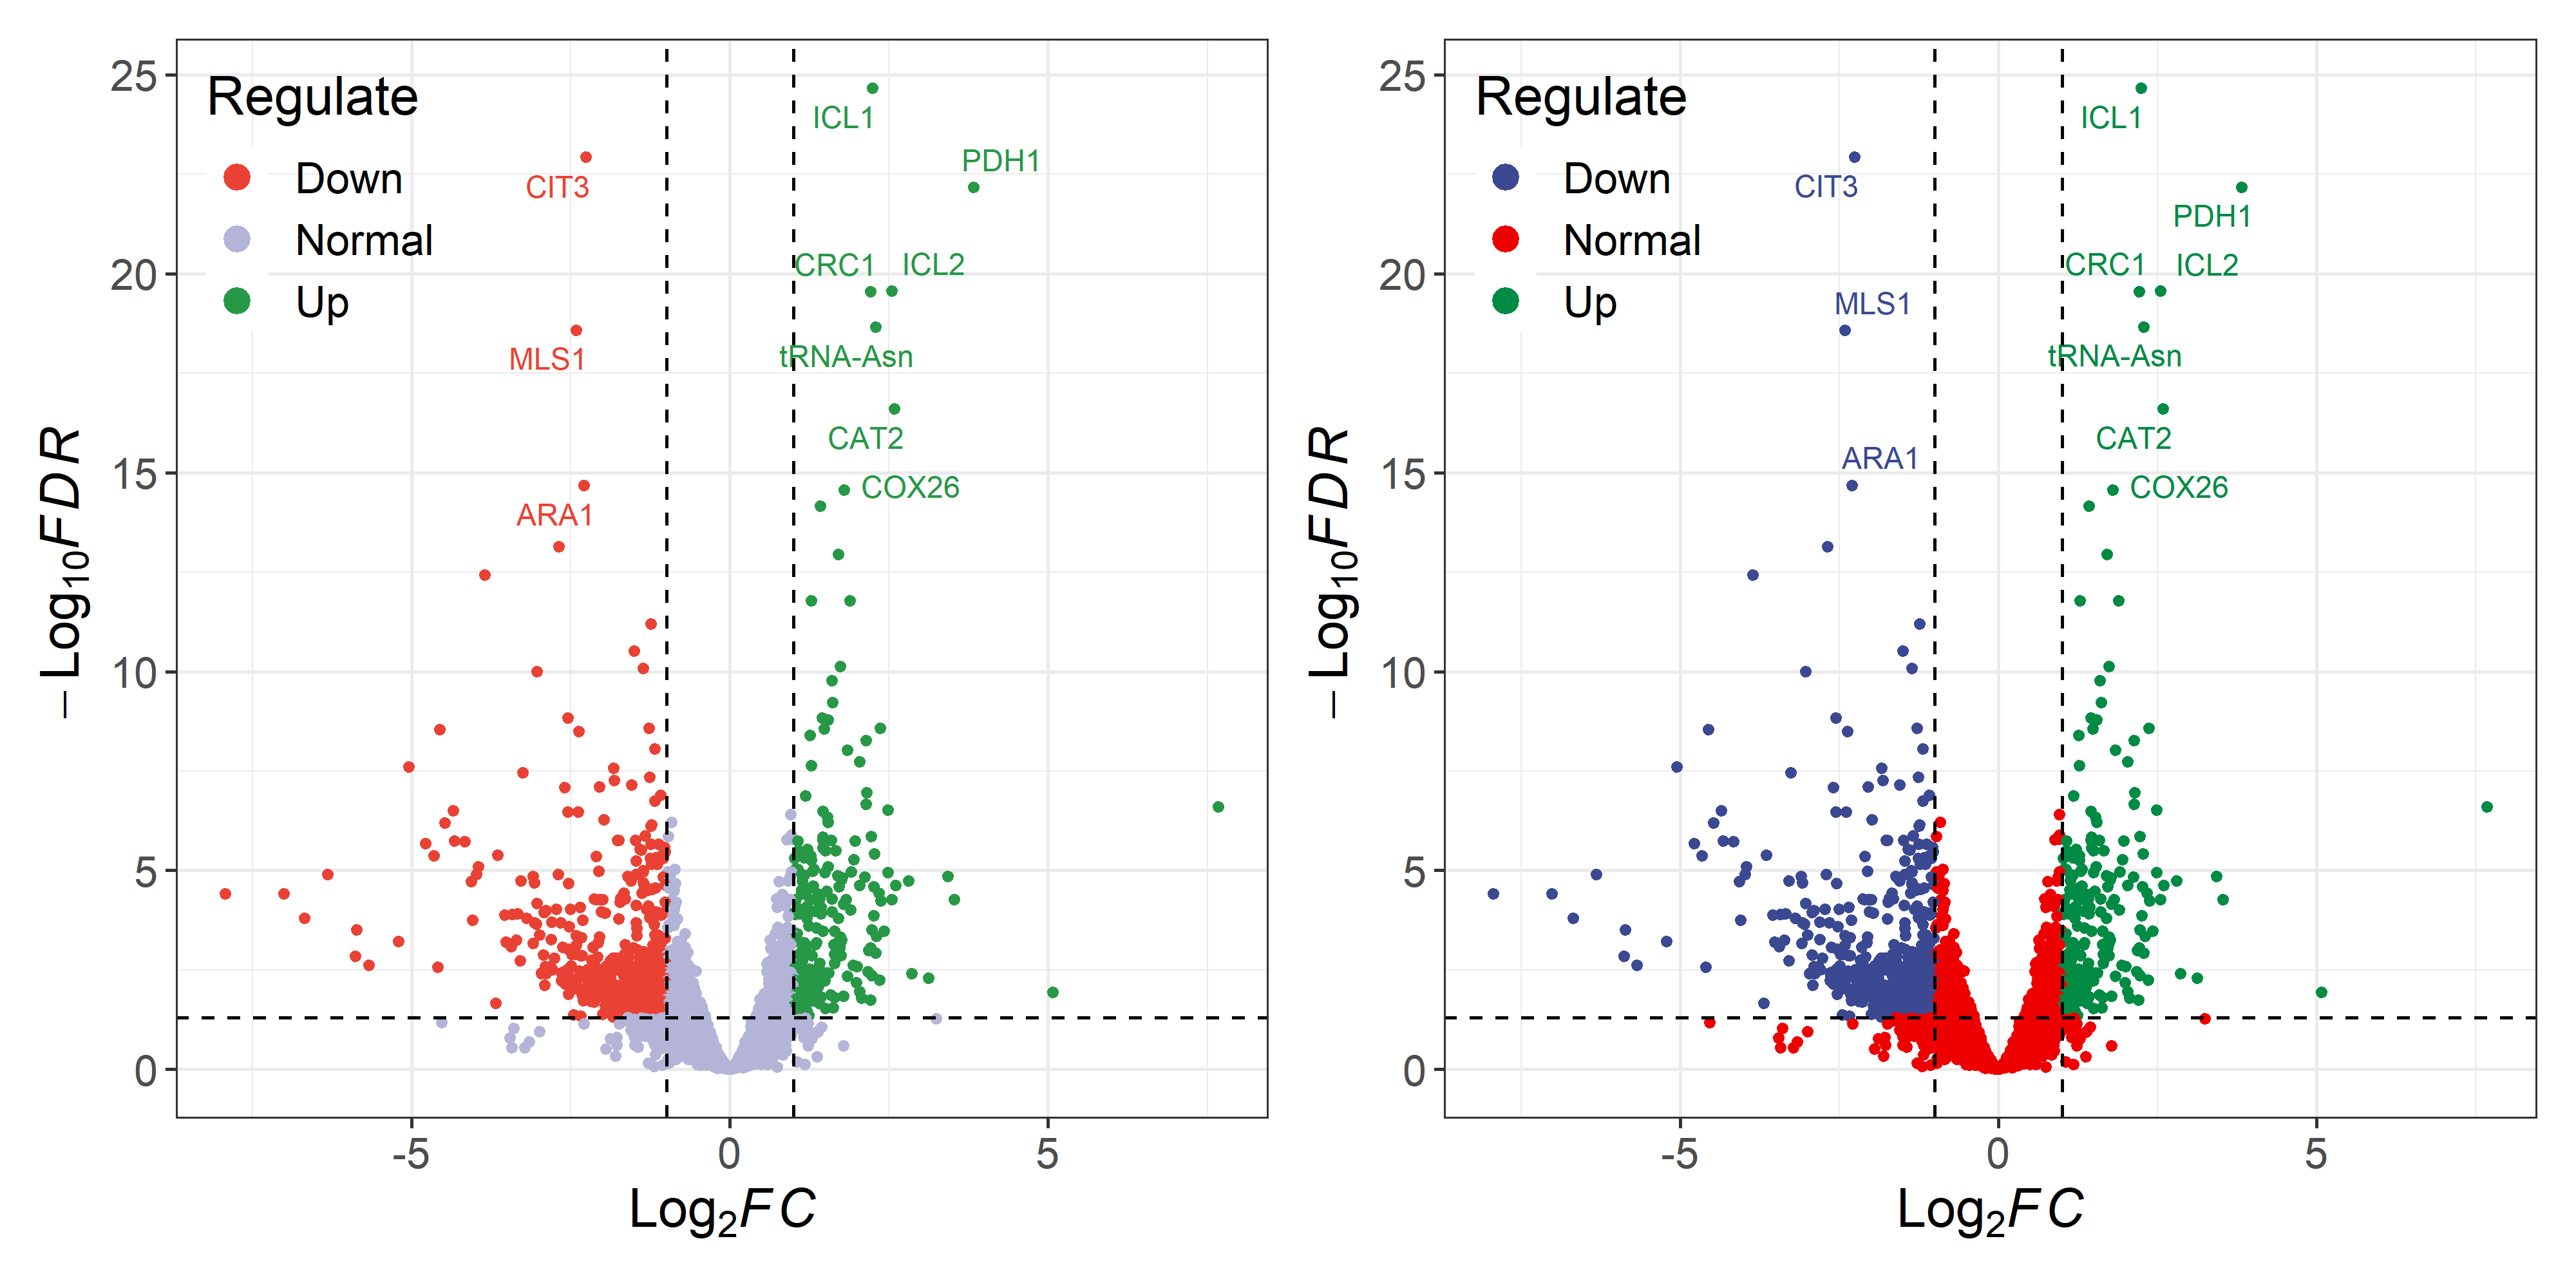 Regulate
Down
Normal
Up
ICL1
PDH1
CIT3
CRC1
ICL2
MLS1
tRNA-Asn
CAT2
COX26
ARA1
25
20
15
10
5
0
-5
0
5
−Log10FDR
Log2FC
Regulate
Down
Normal
Up
ICL1
CIT3
PDH1
CRC1
ICL2
MLS1
tRNA-Asn
CAT2
ARA1
COX26
25
20
15
10
5
0
-5
0
5
−Log10FDR
Log2FC